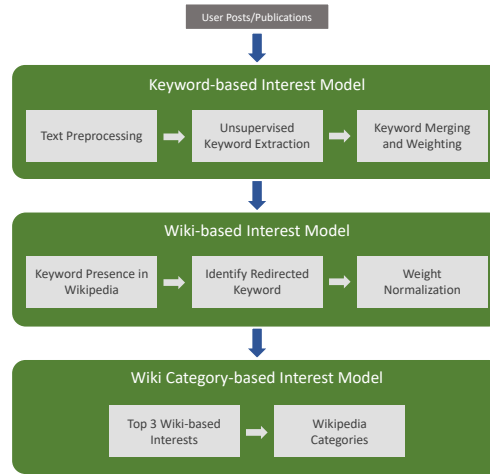 User Posts/Publications
Keyword-based Interest Model
Text Preprocessing
Unsupervised
Keyword Extraction
Keyword Merging
and Weighting
Wiki-based Interest Model
Keyword Presence in
Wikipedia
Identify Redirected
Keyword
Weight
Normalization
Wiki Category-based Interest Model
Top 3 Wiki-based
Interests
Wikipedia
Categories